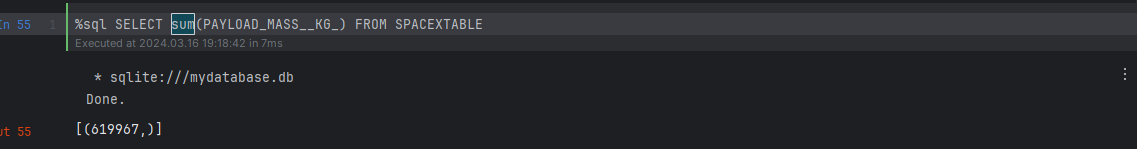 In 55 1 %sql SELECT sum(PAYLOAD_MASS__KG_) FROM SPACEXTABLE
Executed at 2024.03.16 19:18:42 in 7ms
* sqlite:///mydatabase.db
Done.
ut 55 [(619967,)]